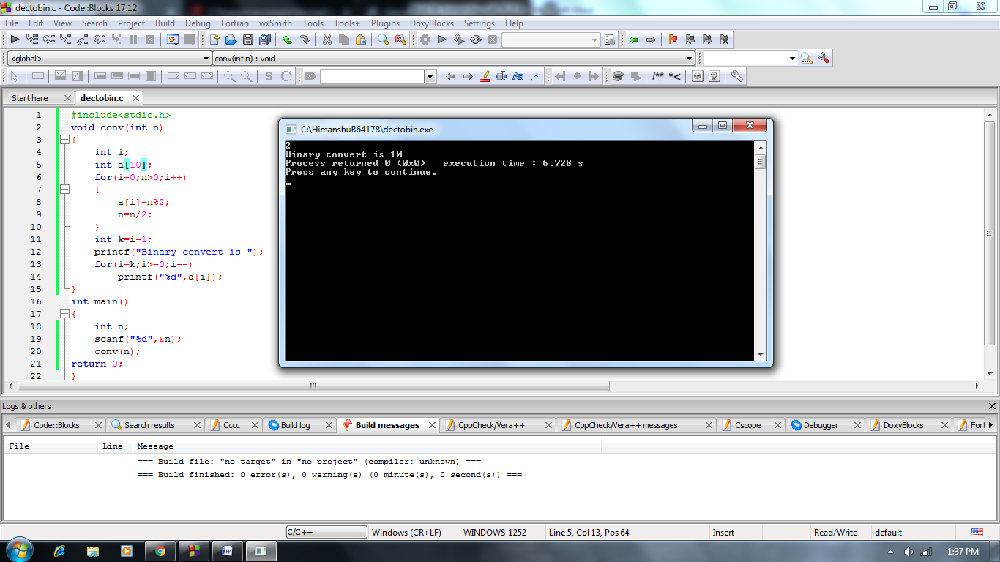 dectobin.c - Code::Blocks 17.12
File Edit View Search Project Build Debug Fortran wxSmith Tools Tools+ Plugins DoxyBlocks Settings Help
<global> conv(int n) : void
S C Aa .* /** *<
Start here dectobin.c
1 #include<stdio.h>
2 void conv(int n)
3 {
4 int i;
5 int a[10];
6 for(i=0;n>0;i++)
7 {
8 a[i]=n%2;
9 n=n/2;
10 }
11 int k=i-1;
12 printf("Binary convert is ");
13 for(i=k;i>=0;i--)
14 printf("%d",a[i]);
15 }
16 int main()
17 {
18 int n;
19 scanf("%d",&n);
20 conv(n);
21 return 0;
22 }
C:\HimanshuB64178\dectobin.exe
2
Binary convert is 10
Process returned 0 (0x0) execution time : 6.728 s
Press any key to continue.
Logs & others
Code::Blocks Search results Cccc Build log Build messages CppCheck/Vera++ CppCheck/Vera++ messages Cscope Debugger DoxyBlocks Fort
File Line Message
=== Build file: "no target" in "no project" (compiler: unknown) ===
=== Build finished: 0 error(s), 0 warning(s) (0 minute(s), 0 second(s)) ===
C/C++ Windows (CR+LF) WINDOWS-1252 Line 5, Col 13, Pos 64 Insert Read/Write default
1:37 PM